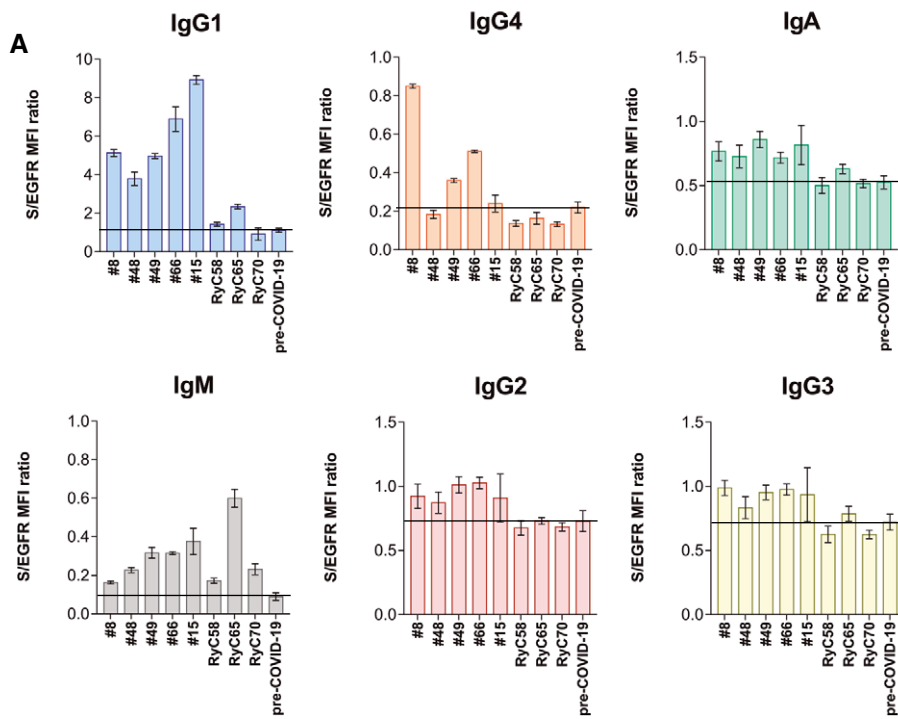 A
IgG1
S/EGFR MFI ratio
10
8
6
4
2
0
#8
#48
#49
#66
#15
RyC58
RyC65
RyC70
pre-COVID-19
IgG4
S/EGFR MFI ratio
1.0
0.8
0.6
0.4
0.2
0.0
#8
#48
#49
#66
#15
RyC58
RyC65
RyC70
pre-COVID-19
IgA
S/EGFR MFI ratio
1.5
1.0
0.5
0.0
#8
#48
#49
#66
#15
RyC58
RyC65
RyC70
pre-COVID-19
IgM
S/EGFR MFI ratio
1.0
0.8
0.6
0.4
0.2
0.0
#8
#48
#49
#66
#15
RyC58
RyC65
RyC70
pre-COVID-19
IgG2
S/EGFR MFI ratio
1.5
1.0
0.5
0.0
#8
#48
#49
#66
#15
RyC58
RyC65
RyC70
pre-COVID-19
IgG3
S/EGFR MFI ratio
1.5
1.0
0.5
0.0
#8
#48
#49
#66
#15
RyC58
RyC65
RyC70
pre-COVID-19